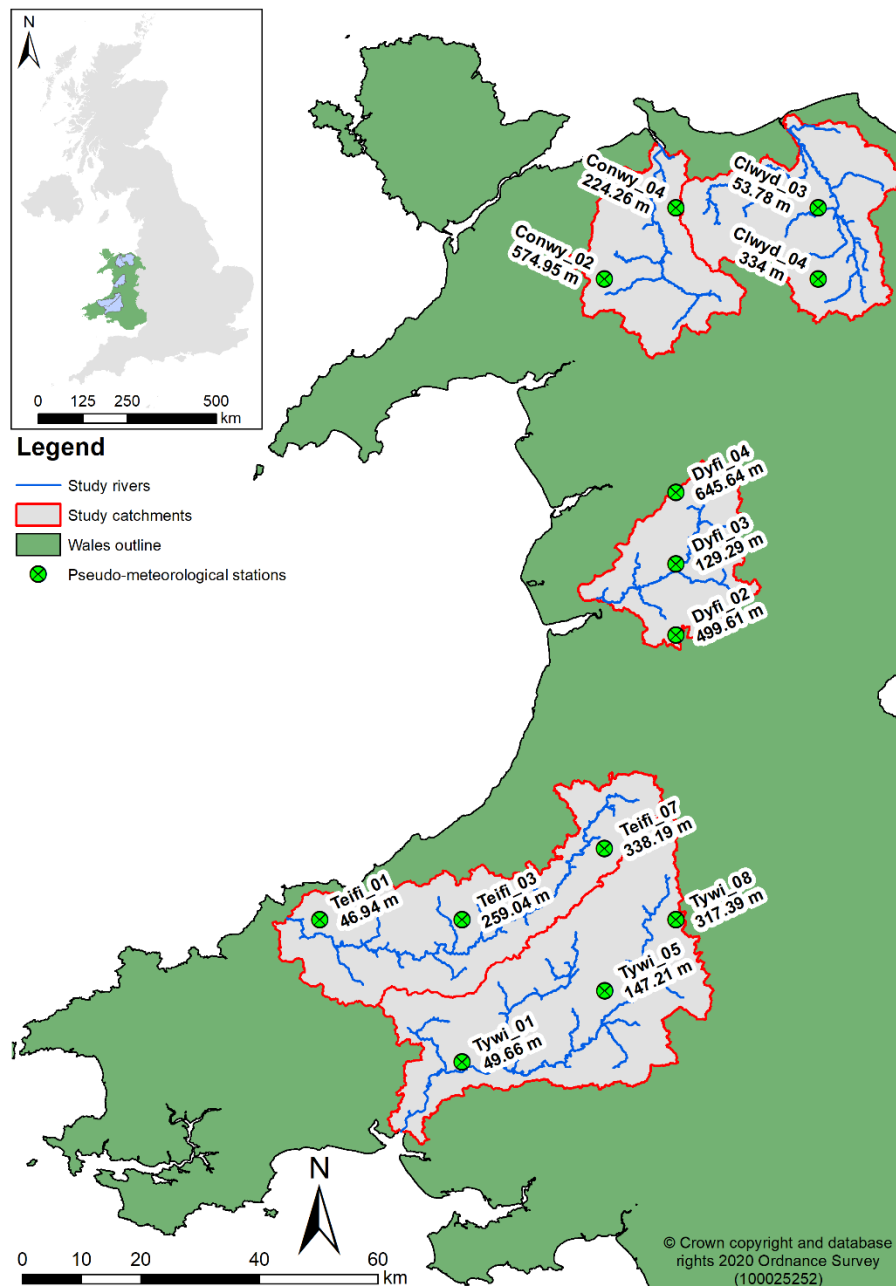 N
0 125 250 500
km
Legend
Study rivers
Study catchments
Wales outline
Pseudo-meteorological stations
Conwy_04
224.26 m
Clwyd_03
53.78 m
Conwy_02
574.95 m
Clwyd_04
334 m
Dyfi_04
645.64 m
Dyfi_03
129.29 m
Dyfi_02
499.61 m
Teifi_07
338.19 m
Teifi_01
46.94 m
Teifi_03
259.04 m
Tywi_08
317.39 m
Tywi_05
147.21 m
Tywi_01
49.66 m
N
0 10 20 40 60
km
© Crown copyright and database
rights 2020 Ordnance Survey
(100025252)